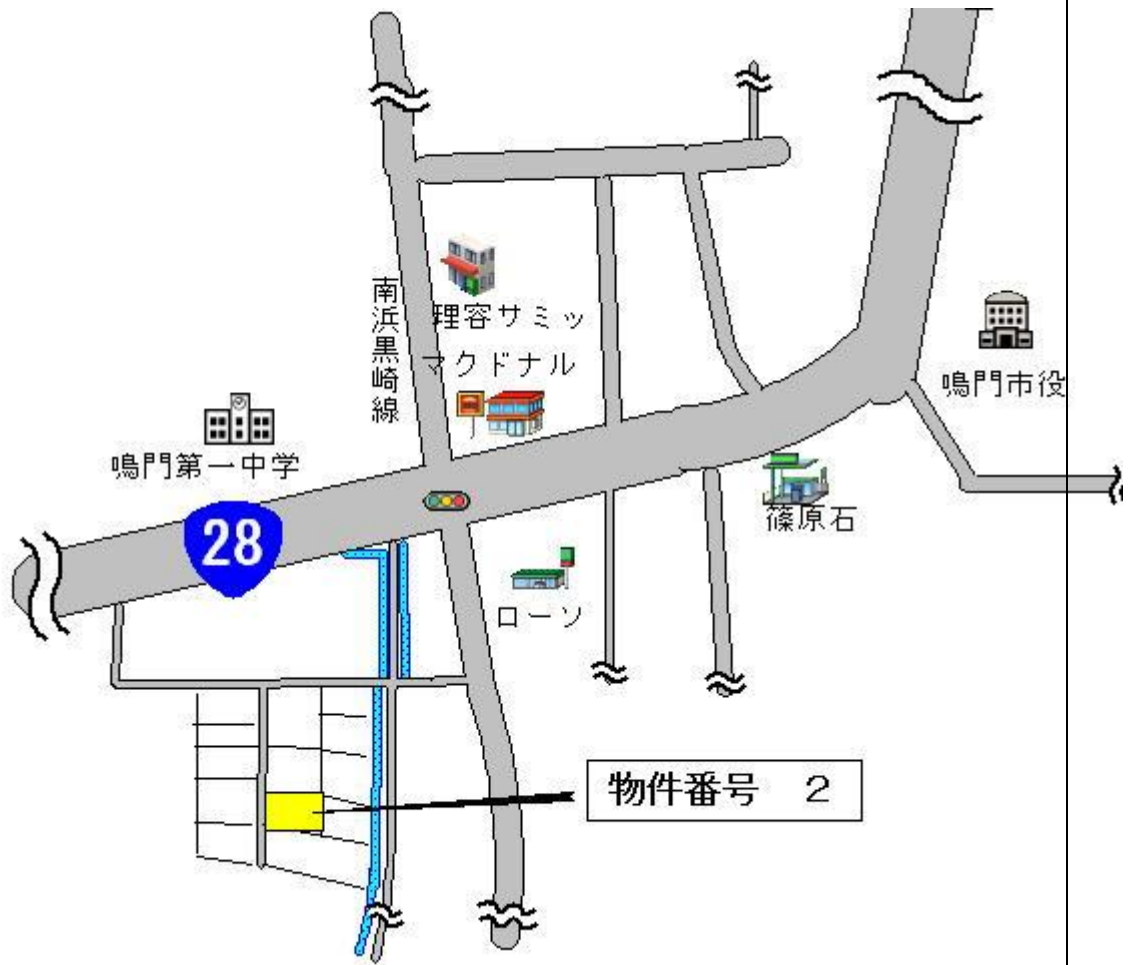 南浜黒崎線
理容サミッ
マクドナル
鳴門市役
鳴門第一中学
28
篠原石
ローソ
物件番号 2